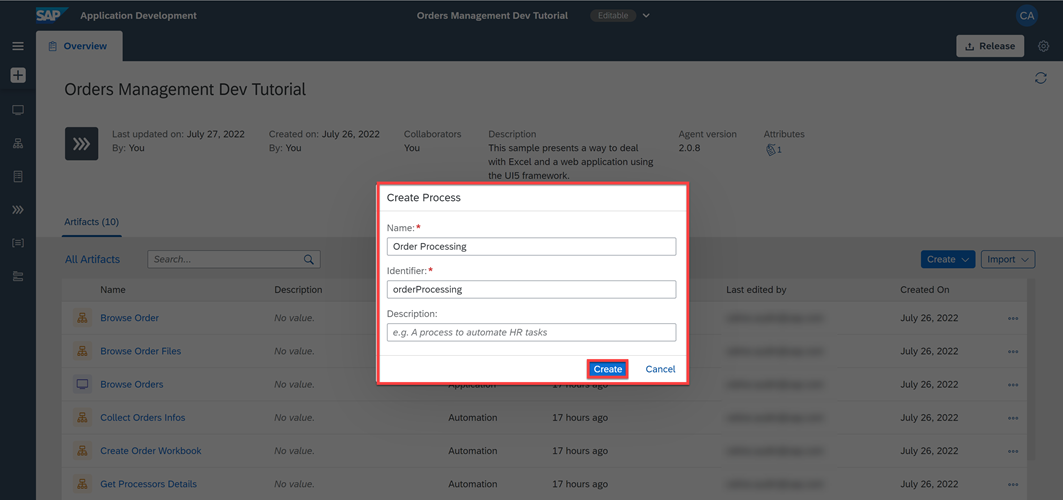 SAP Application Development Orders Management Dev Tutorial Editable CA
Overview Release
Orders Management Dev Tutorial
Last updated on: July 27, 2022 Created on: July 26, 2022 Collaborators Description Agent version Attributes
By: You By: You You This sample presents a way to deal 2.0.8 1
with Excel and a web application using
the UI5 framework.
Create Process
Name:*
Order Processing
Identifier:*
orderProcessing
Description:
e.g. A process to automate HR tasks
Create Cancel
Artifacts (10)
All Artifacts Search... Create Import
Name Description Last edited by Created On
Browse Order No value. July 26, 2022
Browse Order Files No value. July 26, 2022
Browse Orders No value. Application 17 hours ago July 26, 2022
Collect Orders Infos No value. Automation 17 hours ago July 26, 2022
Create Order Workbook No value. Automation 17 hours ago July 26, 2022
Get Processors Details No value. Automation 17 hours ago July 26, 2022